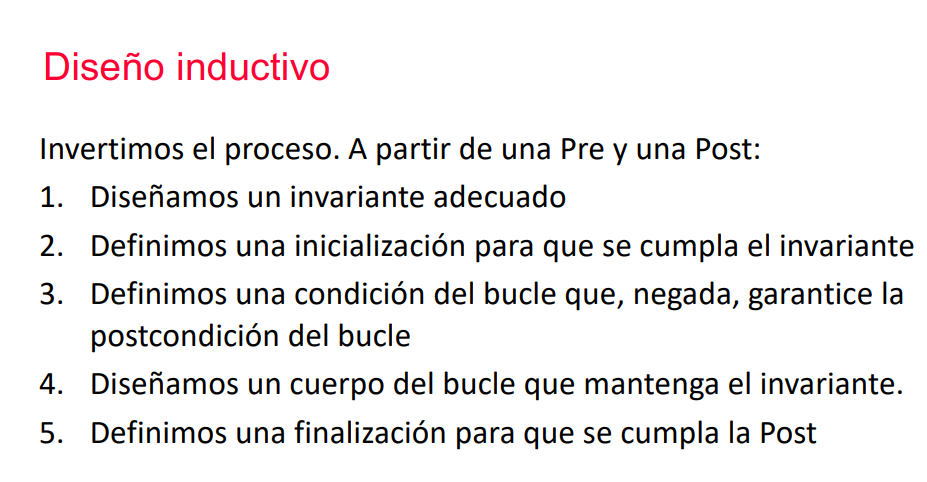 Diseño inductivo
Invertimos el proceso. A partir de una Pre y una Post:
1. Diseñamos un invariante adecuado
2. Definimos una inicialización para que se cumpla el invariante
3. Definimos una condición del bucle que, negada, garantice la
postcondición del bucle
4. Diseñamos un cuerpo del bucle que mantenga el invariante.
5. Definimos una finalización para que se cumpla la Post